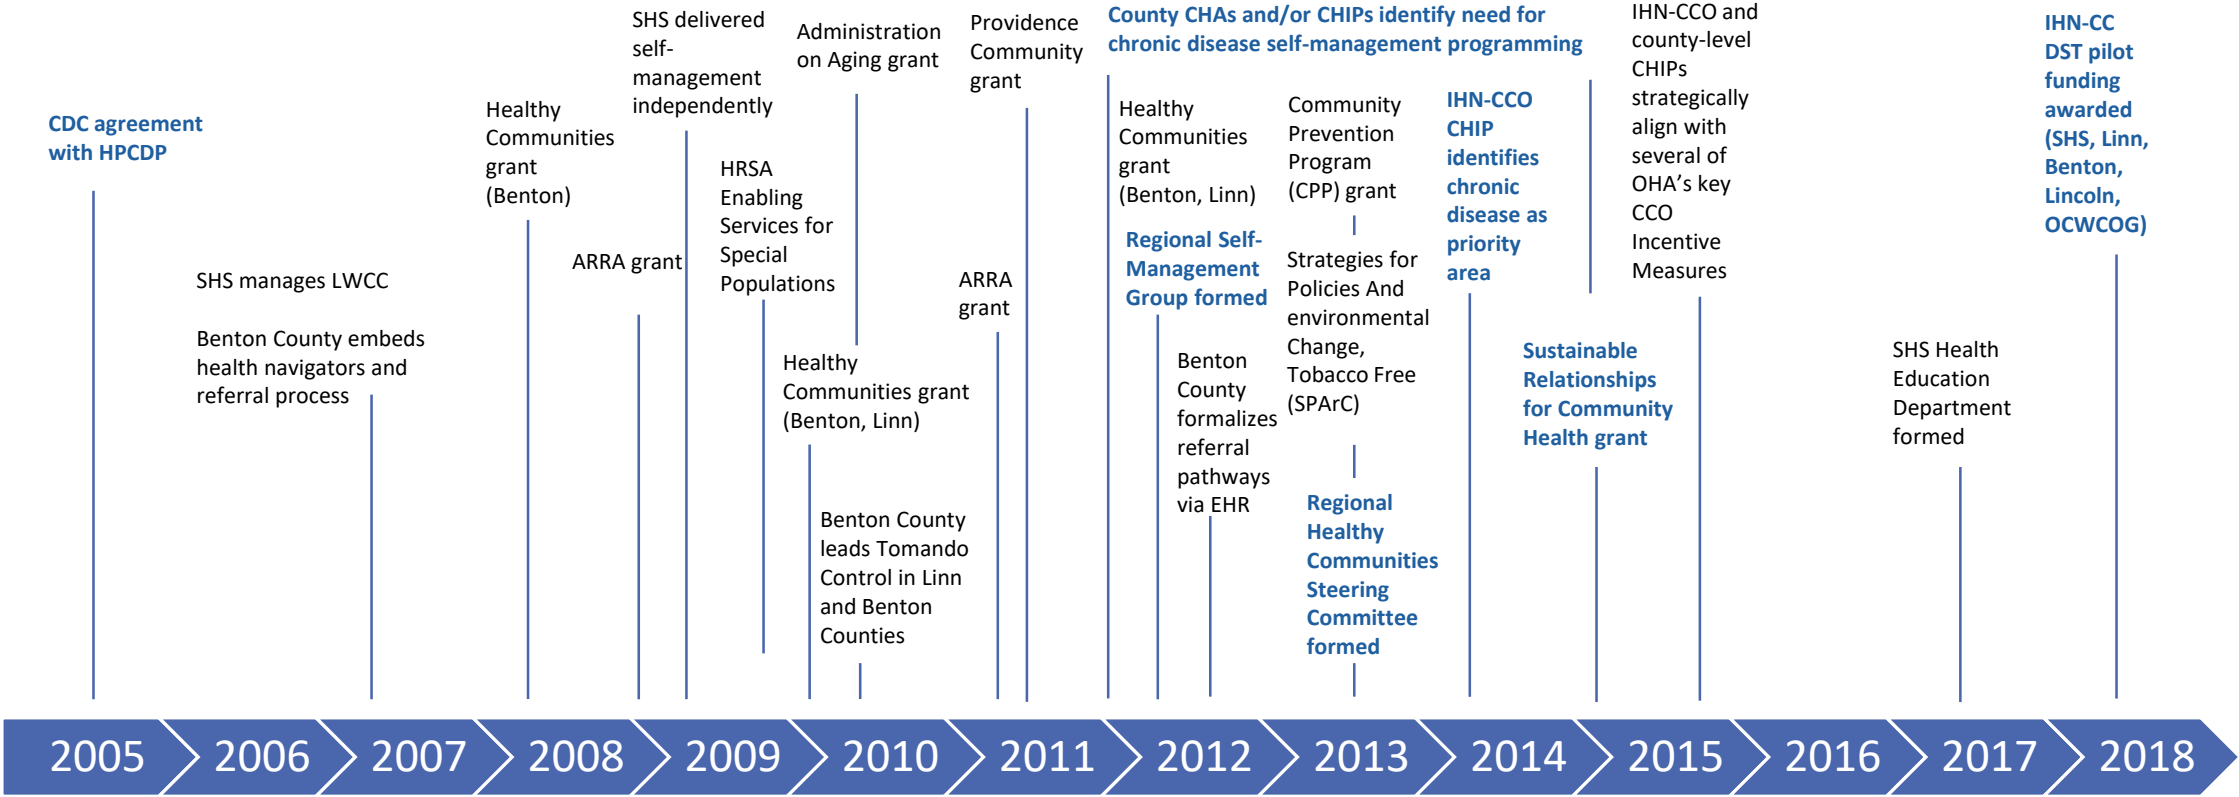 CDC agreement
with HPCDP
SHS manages LWCC
Benton County embeds
health navigators and
referral process
Healthy
Communities
grant
(Benton)
ARRA grant
SHS delivered
self-
management
independently
HRSA
Enabling
Services for
Special
Populations
Administration
on Aging grant
Healthy
Communities grant
(Benton, Linn)
Benton County
leads Tomando
Control in Linn
and Benton
Counties
Providence
Community
grant
ARRA
grant
County CHAs and/or CHIPs identify need for
chronic disease self-management programming
Healthy
Communities
grant
(Benton, Linn)
Regional Self-
Management
Group formed
Benton
County
formalizes
referral
pathways
via EHR
Community
Prevention
Program
(CPP) grant
Strategies for
Policies And
environmental
Change,
Tobacco Free
(SPArC)
Regional
Healthy
Communities
Steering
Committee
formed
IHN-CCO
CHIP
identifies
chronic
disease as
priority
area
Sustainable
Relationships
for Community
Health grant
IHN-CCO and
county-level
CHIPs
strategically
align with
several of
OHA's key
CCO
Incentive
Measures
SHS Health
Education
Department
formed
IHN-CC
DST pilot
funding
awarded
(SHS, Linn,
Benton,
Lincoln,
OCWCOG)
2005 2006 2007 2008 2009 2010 2011 2012 2013 2014 2015 2016 2017 2018